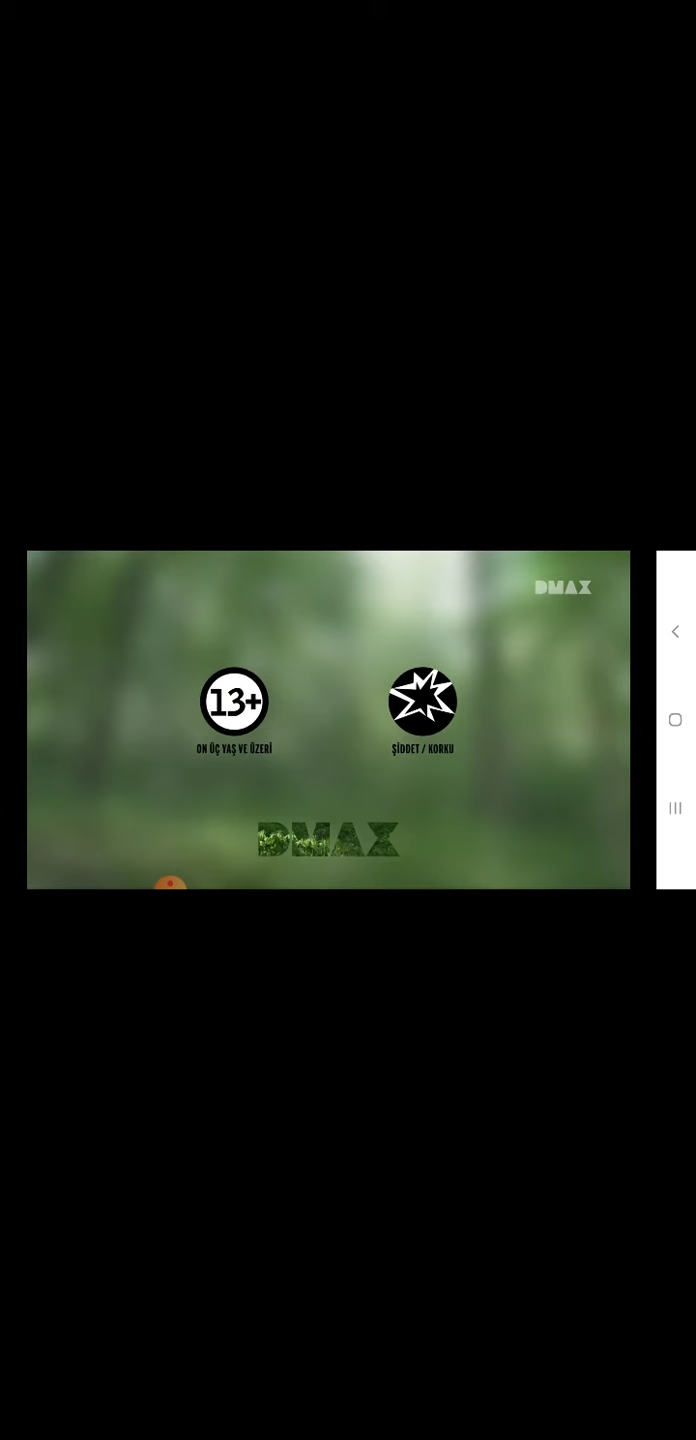 DMAX
13+
ON ÜÇ YAŞ VE ÜZERİ
ŞİDDET / KORKU
DMAX